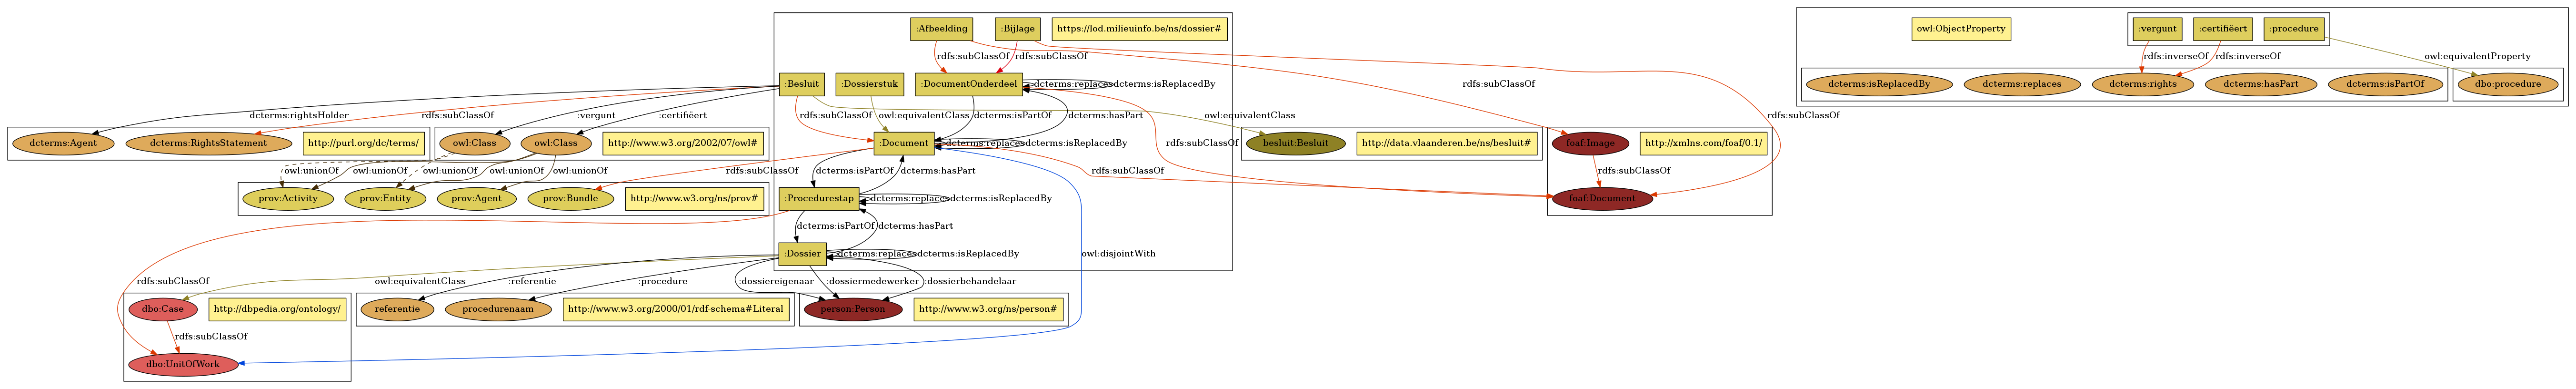 :Afbeelding
:Bijlage
https://lod.milieuinfo.be/ns/dossier#
owl:ObjectProperty
:vergunt
:certifiëert
:procedure
rdfs:subClassOf
rdfs:subClassOf
rdfs:inverseOf
rdfs:inverseOf
owl:equivalentProperty
:Besluit
:Dossierstuk
:DocumentOnderdeel
dcterms:replaces
dcterms:isReplacedBy
rdfs:subClassOf
dcterms:isReplacedBy
dcterms:replaces
dcterms:rights
dcterms:hasPart
dcterms:isPartOf
dbo:procedure
dcterms:rightsHolder
rdfs:subClassOf
:vergunt
:certifiëert
rdfs:subClassOf
owl:equivalentClass
dcterms:isPartOf
dcterms:hasPart
owl:equivalentClass
rdfs:subClassOf
dcterms:Agent
dcterms:RightsStatement
http://purl.org/dc/terms/
owl:Class
owl:Class
http://www.w3.org/2002/07/owl#
:Document
dcterms:replaces
dcterms:isReplacedBy
rdfs:subClassOf
besluit:Besluit
http://data.vlaanderen.be/ns/besluit#
foaf:Image
http://xmlns.com/foaf/0.1/
owl:unionOf
owl:unionOf
owl:unionOf
owl:unionOf
owl:unionOf
rdfs:subClassOf
dcterms:isPartOf
dcterms:hasPart
rdfs:subClassOf
rdfs:subClassOf
prov:Activity
prov:Entity
prov:Agent
prov:Bundle
http://www.w3.org/ns/prov#
:Procedurestap
dcterms:replaces
dcterms:isReplacedBy
foaf:Document
dcterms:isPartOf
dcterms:hasPart
:Dossier
dcterms:replaces
dcterms:isReplacedBy
owl:disjointWith
rdfs:subClassOf
owl:equivalentClass
:referentie
:procedure
:dossiereigenaar
:dossiermedewerker
:dossierbehandelaar
dbo:Case
http://dbpedia.org/ontology/
referentie
procedurenaam
http://www.w3.org/2000/01/rdf-schema#Literal
person:Person
http://www.w3.org/ns/person#
rdfs:subClassOf
dbo:UnitOfWork